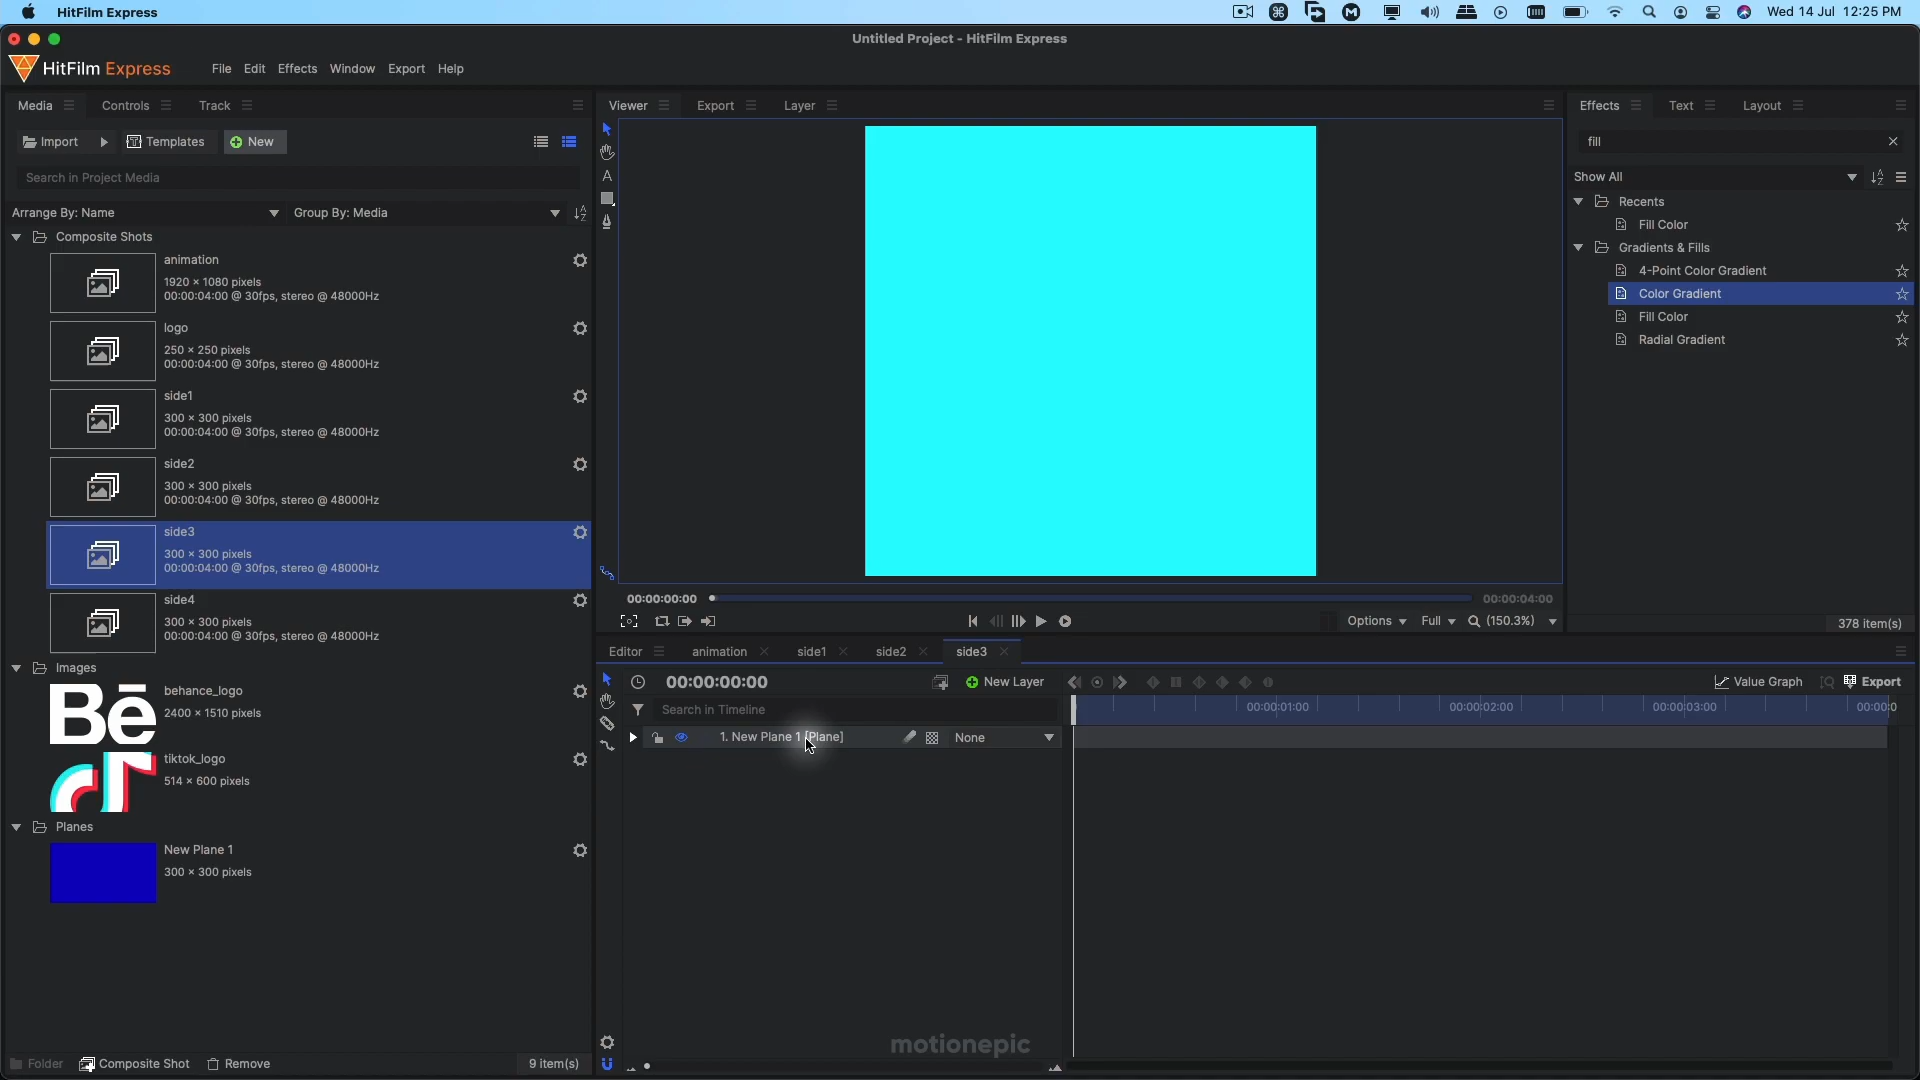 HitFilm Express
Wed 14 Jul 12:25 PM
Untitled Project - HitFilm Express
HitFilm Express
File Edit Effects Window Export Help
Media Controls Track
Import Templates New
Search in Project Media
Arrange By: Name Group By: Media
Composite Shots
animation
1920 × 1080 pixels
00:00:04:00 @ 30fps, stereo @ 48000Hz
logo
250 × 250 pixels
00:00:04:00 @ 30fps, stereo @ 48000Hz
side1
300 × 300 pixels
00:00:04:00 @ 30fps, stereo @ 48000Hz
side2
300 × 300 pixels
00:00:04:00 @ 30fps, stereo @ 48000Hz
side3
300 × 300 pixels
00:00:04:00 @ 30fps, stereo @ 48000Hz
side4
300 × 300 pixels
00:00:04:00 @ 30fps, stereo @ 48000Hz
Images
Bē
behance_logo
2400 × 1510 pixels
tiktok_logo
514 × 600 pixels
Planes
New Plane 1
300 × 300 pixels
Folder Composite Shot Remove 9 item(s)
Viewer Export Layer
A
00:00:00:00 00:00:04:00
Options Full (150.3%)
Effects Text Layout
fill
Show All
Recents
Fill Color
Gradients & Fills
4-Point Color Gradient
Color Gradient
Fill Color
Radial Gradient
378 item(s)
Editor animation side1 side2 side3
00:00:00:00 New Layer Value Graph Export
Search in Timeline
00:00:01:00 00:00:02:00 00:00:03:00 00:00:0
1. New Plane 1 [Plane] None
motionepic